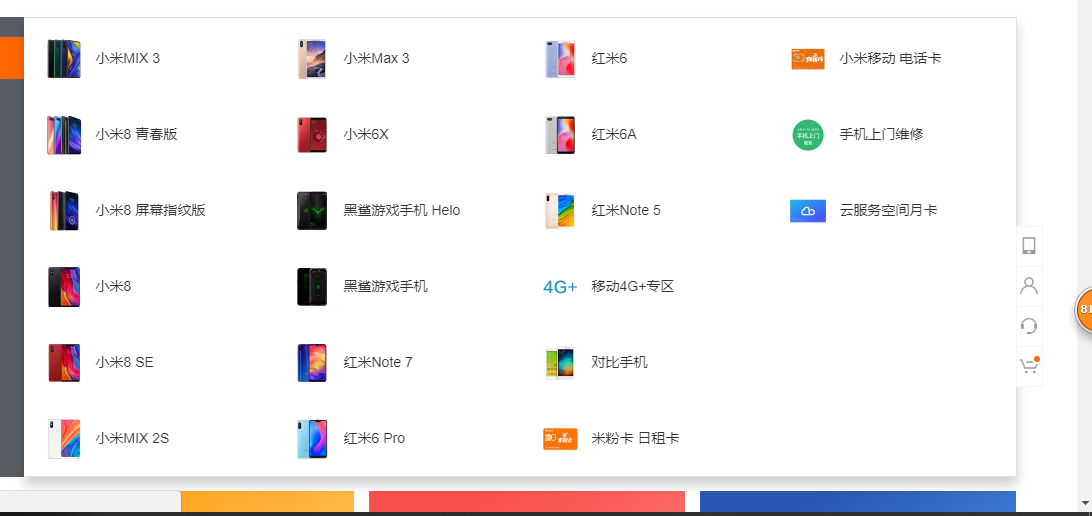 小米MIX 3
小米Max 3
红米6
小米移动 电话卡
小米8 青春版
小米6X
红米6A
手机上门维修
小米8 屏幕指纹版
黑鲨游戏手机 Helo
红米Note 5
云服务空间月卡
小米8
黑鲨游戏手机
4G+
移动4G+专区
小米8 SE
红米Note 7
对比手机
小米MIX 2S
红米6 Pro
米粉卡 日租卡
手机上门
81